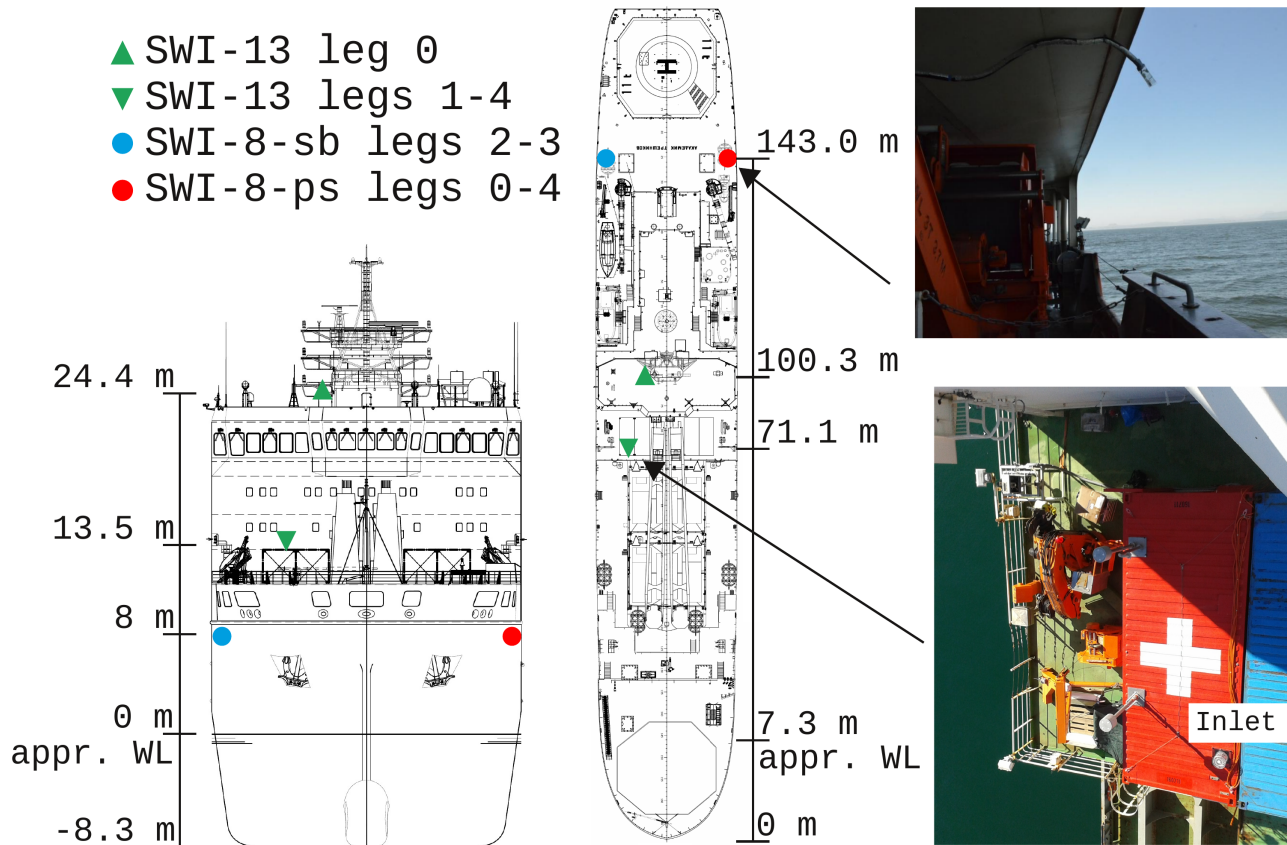 SWI-13 leg 0
SWI-13 legs 1-4
SWI-8-sb legs 2-3
SWI-8-ps legs 0-4
24.4 m
13.5 m
8 m
0 m
appr. WL
-8.3 m
H
143.0 m
100.3 m
71.1 m
7.3 m
appr. WL
0 m
Inlet